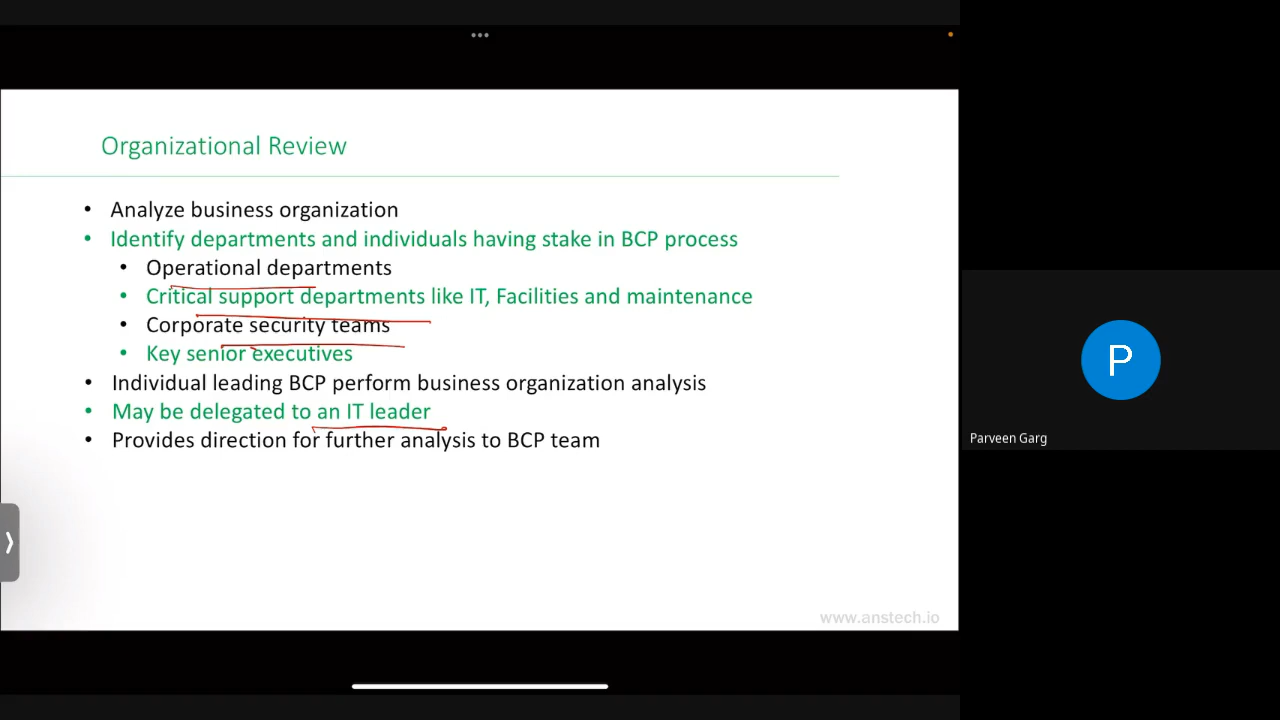 Organizational Review
• Analyze business organization
• Identify departments and individuals having stake in BCP process
• Operational departments
• Critical support departments like IT, Facilities and maintenance
• Corporate security teams
• Key senior executives
• Individual leading BCP perform business organization analysis
• May be delegated to an IT leader
• Provides direction for further analysis to BCP team
www.anstech.io
P
Parveen Garg